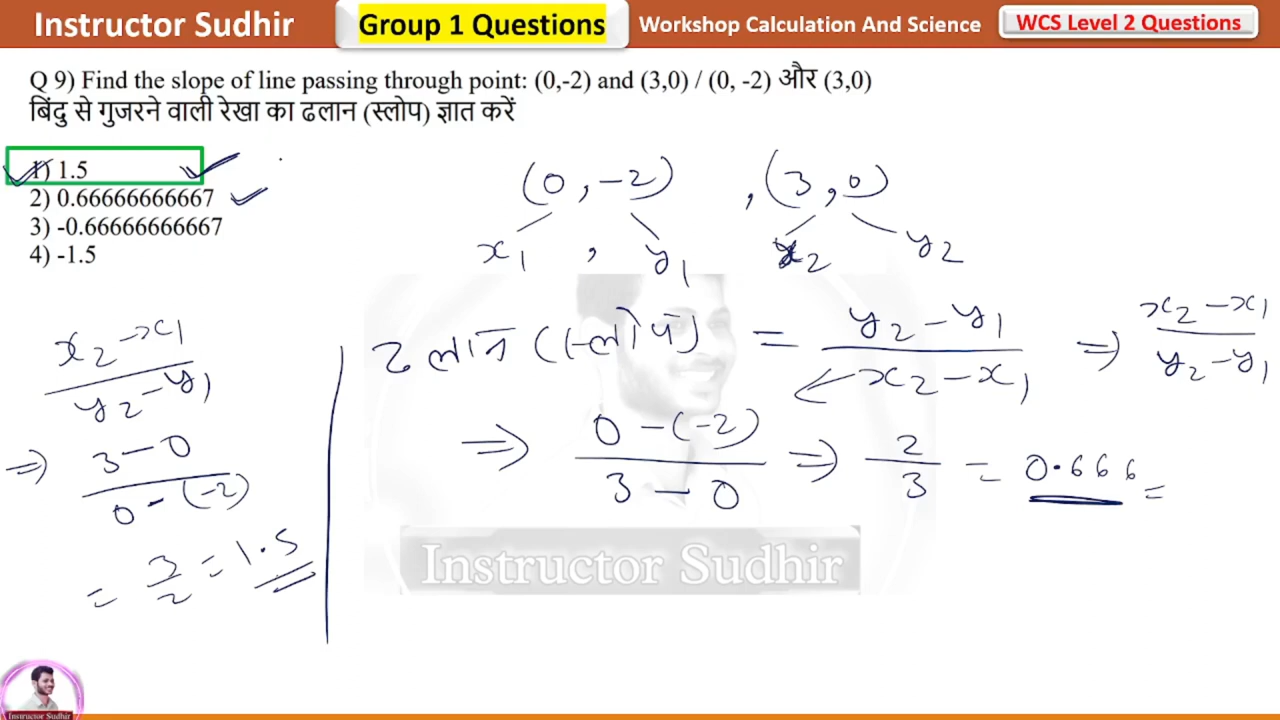 Instructor Sudhir
Group 1 Questions
Workshop Calculation And Science
WCS Level 2 Questions
Q 9) Find the slope of line passing through point: (0,-2) and (3,0) / (0, -2) और (3,0)
बिंदु से गुजरने वाली रेखा का ढलान (स्लोप) ज्ञात करें
1) 1.5
2) 0.66666666667
3) -0.66666666667
4) -1.5
(0, -2) , (3, 0)
x1 , y1 x2 y2
x2 - x1 / y2 - y1
⇒ 3 - 0 / 0 - (-2)
= 3/2 = 1.5
ढलान (स्लोप) = y2 - y1 / x2 - x1 ⇒ x2 - x1 / y2 - y1
⇒ 0 - (-2) / 3 - 0 ⇒ 2/3 = 0.666 =
Instructor Sudhir
Instructor Sudhir